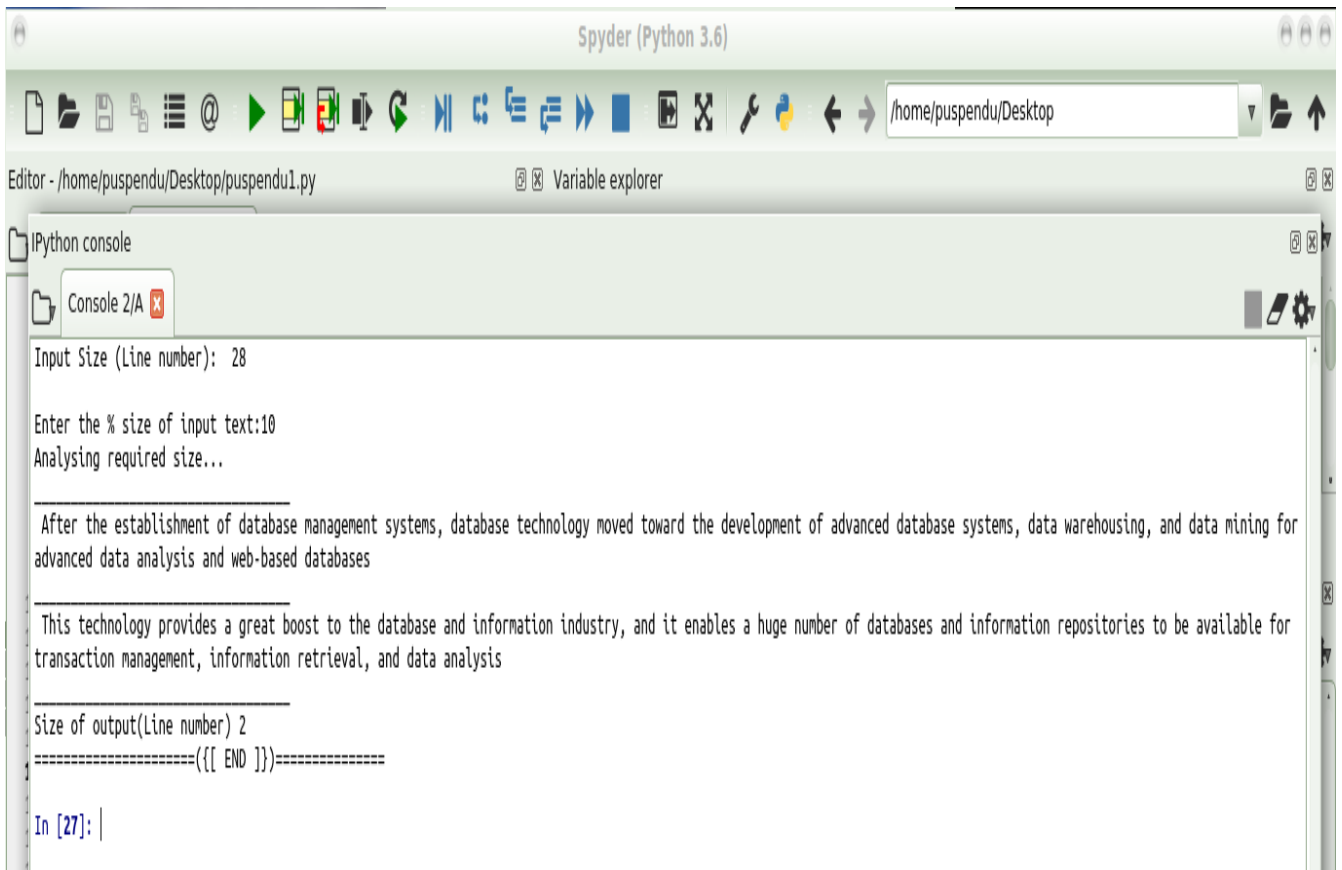 Spyder (Python 3.6)
/home/puspendu/Desktop
Editor - /home/puspendu/Desktop/puspendu1.py
Variable explorer
IPython console
Console 2/A
Input Size (Line number):  28
Enter the % size of input text:10
Analysing required size...
__________________________________
After the establishment of database management systems, database technology moved toward the development of advanced database systems, data warehousing, and data mining for
advanced data analysis and web-based databases
__________________________________
This technology provides a great boost to the database and information industry, and it enables a huge number of databases and information repositories to be available for
transaction management, information retrieval, and data analysis
__________________________________
Size of output(Line number) 2
======================({[ END ]})===============
In [27]: